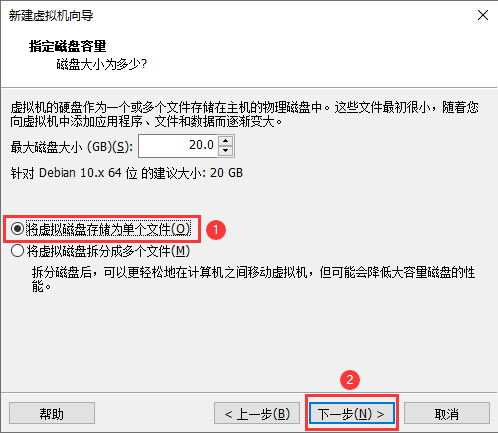 新建虚拟机向导
指定磁盘容量
磁盘大小为多少?
虚拟机的硬盘作为一个或多个文件存储在主机的物理磁盘中。这些文件最初很小，随着您
向虚拟机中添加应用程序、文件和数据而逐渐变大。
最大磁盘大小 (GB)(S): 20.0
针对 Debian 10.x 64 位 的建议大小: 20 GB
将虚拟磁盘存储为单个文件(O) 1
将虚拟磁盘拆分成多个文件(M)
拆分磁盘后，可以更轻松地在计算机之间移动虚拟机，但可能会降低大容量磁盘的性
能。
2
帮助 < 上一步(B) 下一步(N) > 取消